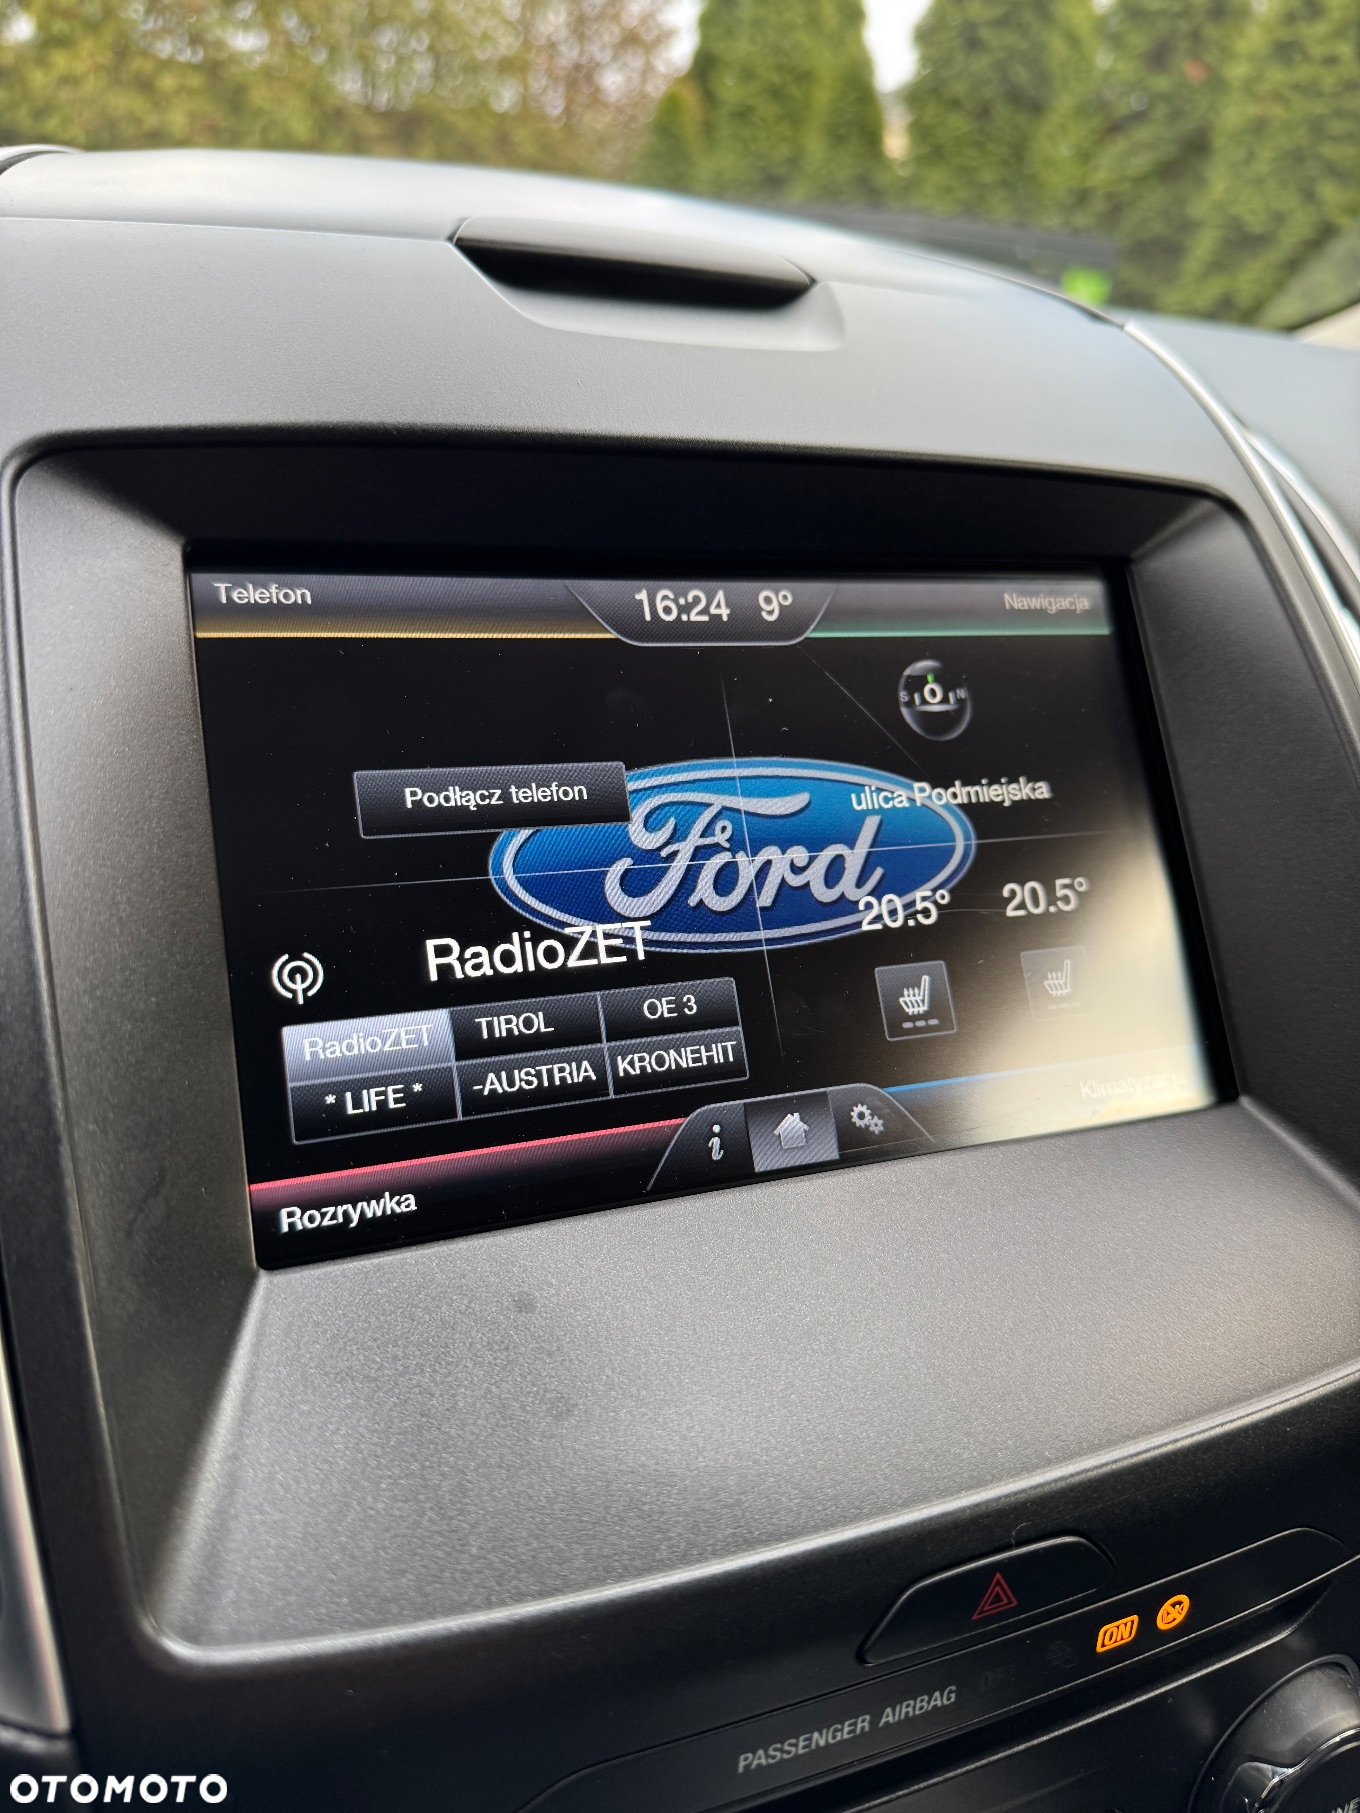 Telefon
16:24 9°
Nawigacja
S N
Podłącz telefon
ulica Podmiejska
Ford
20.5° 20.5°
RadioZET
RadioZET TIROL OE 3
* LIFE * -AUSTRIA KRONEHIT
Klimatyzacja
i
Rozrywka
PASSENGER AIRBAG OFF ON
OTOMOTO